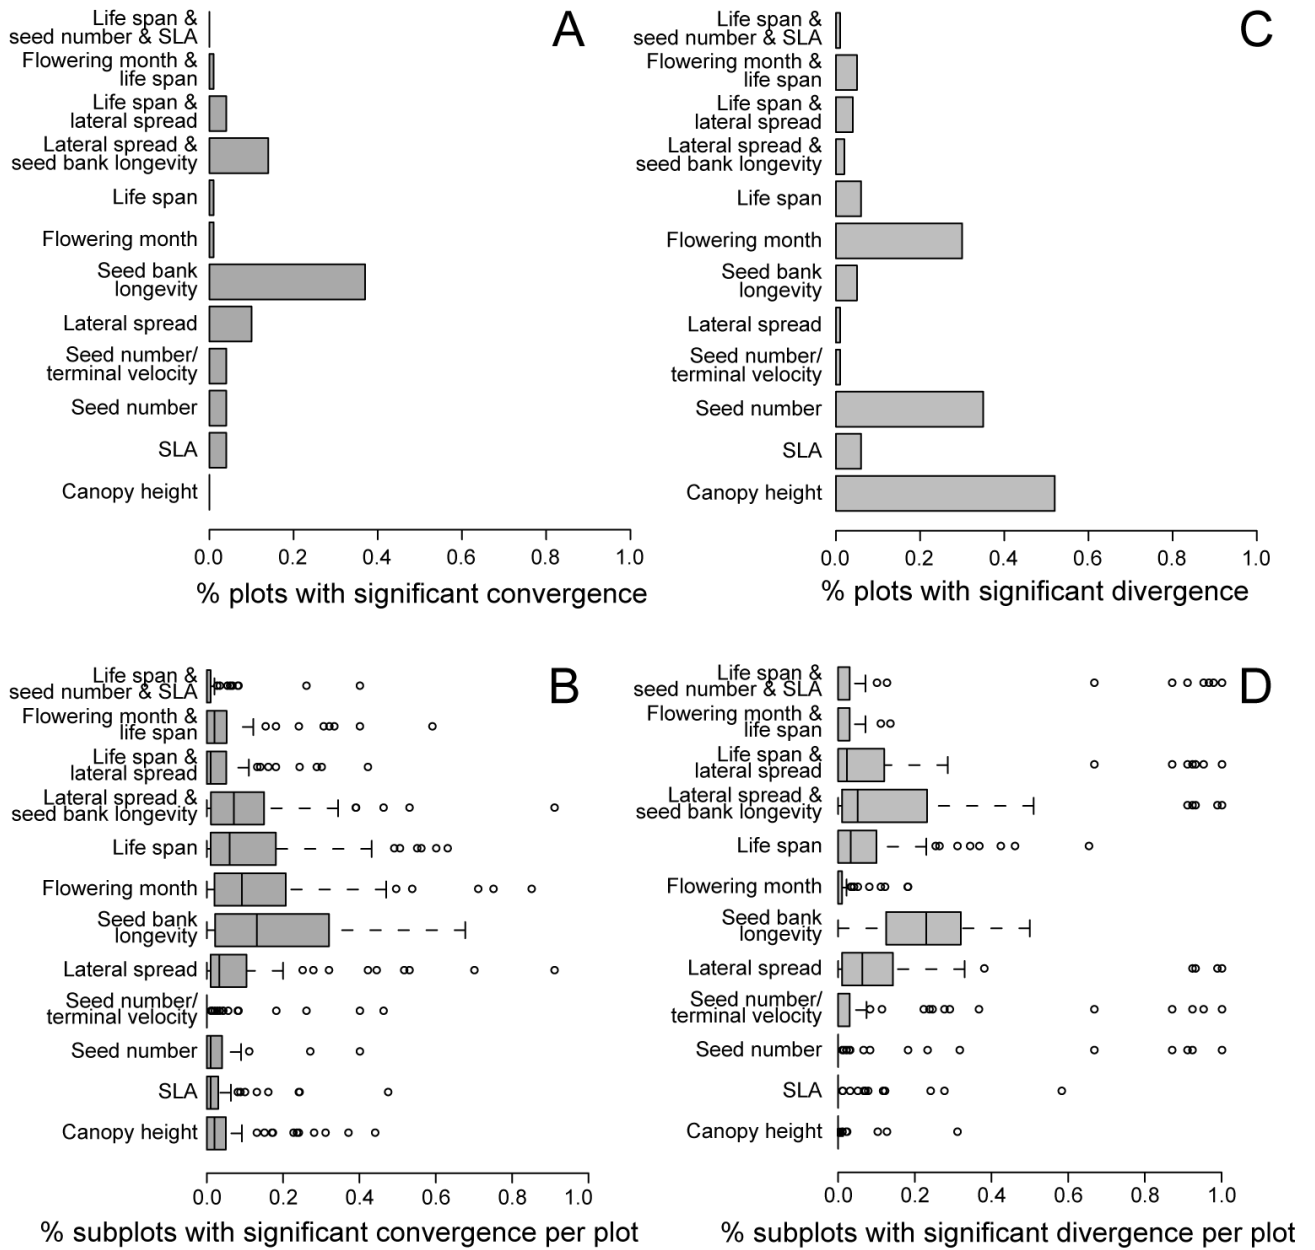 A
Life span &
seed number & SLA
Flowering month &
life span
Life span &
lateral spread
Lateral spread &
seed bank longevity
Life span
Flowering month
Seed bank
longevity
Lateral spread
Seed number/
terminal velocity
Seed number
SLA
Canopy height
0.0 0.2 0.4 0.6 0.8 1.0
% plots with significant convergence
C
Life span &
seed number & SLA
Flowering month &
life span
Life span &
lateral spread
Lateral spread &
seed bank longevity
Life span
Flowering month
Seed bank
longevity
Lateral spread
Seed number/
terminal velocity
Seed number
SLA
Canopy height
0.0 0.2 0.4 0.6 0.8 1.0
% plots with significant divergence
B
Life span &
seed number & SLA
Flowering month &
life span
Life span &
lateral spread
Lateral spread &
seed bank longevity
Life span
Flowering month
Seed bank
longevity
Lateral spread
Seed number/
terminal velocity
Seed number
SLA
Canopy height
0.0 0.2 0.4 0.6 0.8 1.0
% subplots with significant convergence per plot
D
Life span &
seed number & SLA
Flowering month &
life span
Life span &
lateral spread
Lateral spread &
seed bank longevity
Life span
Flowering month
Seed bank
longevity
Lateral spread
Seed number/
terminal velocity
Seed number
SLA
Canopy height
0.0 0.2 0.4 0.6 0.8 1.0
% subplots with significant divergence per plot